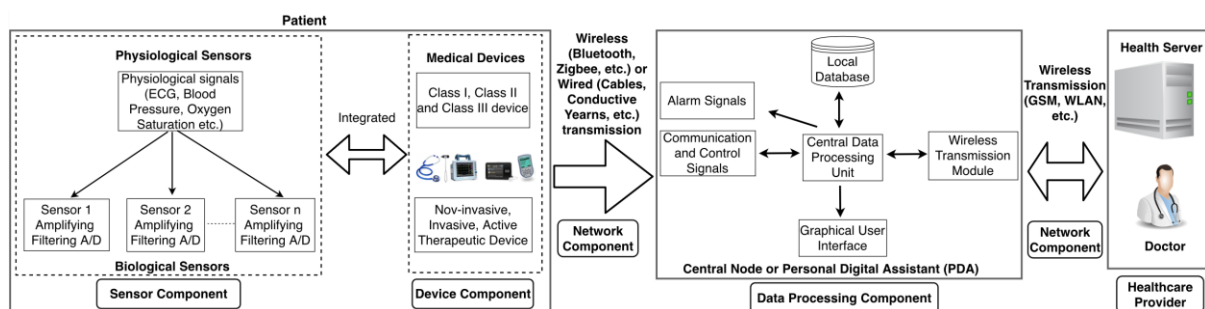 Patient
Physiological Sensors
Physiological signals
(ECG, Blood
Pressure, Oxygen
Saturation etc.)
Sensor 1
Amplifying
Filtering A/D
Sensor 2
Amplifying
Filtering A/D
Sensor n
Amplifying
Filtering A/D
Biological Sensors
Sensor Component
Integrated
Medical Devices
Class I, Class II
and Class III device
Nov-invasive,
Invasive, Active
Therapeutic Device
Device Component
Wireless
(Bluetooth,
Zigbee, etc.) or
Wired (Cables,
Conductive
Yearns, etc.)
transmission
Network
Component
Local
Database
Alarm Signals
Communication
and Control
Signals
Central Data
Processing
Unit
Wireless
Transmission
Module
Graphical User
Interface
Central Node or Personal Digital Assistant (PDA)
Data Processing Component
Wireless
Transmission
(GSM, WLAN,
etc.)
Network
Component
Health Server
Doctor
Healthcare
Provider